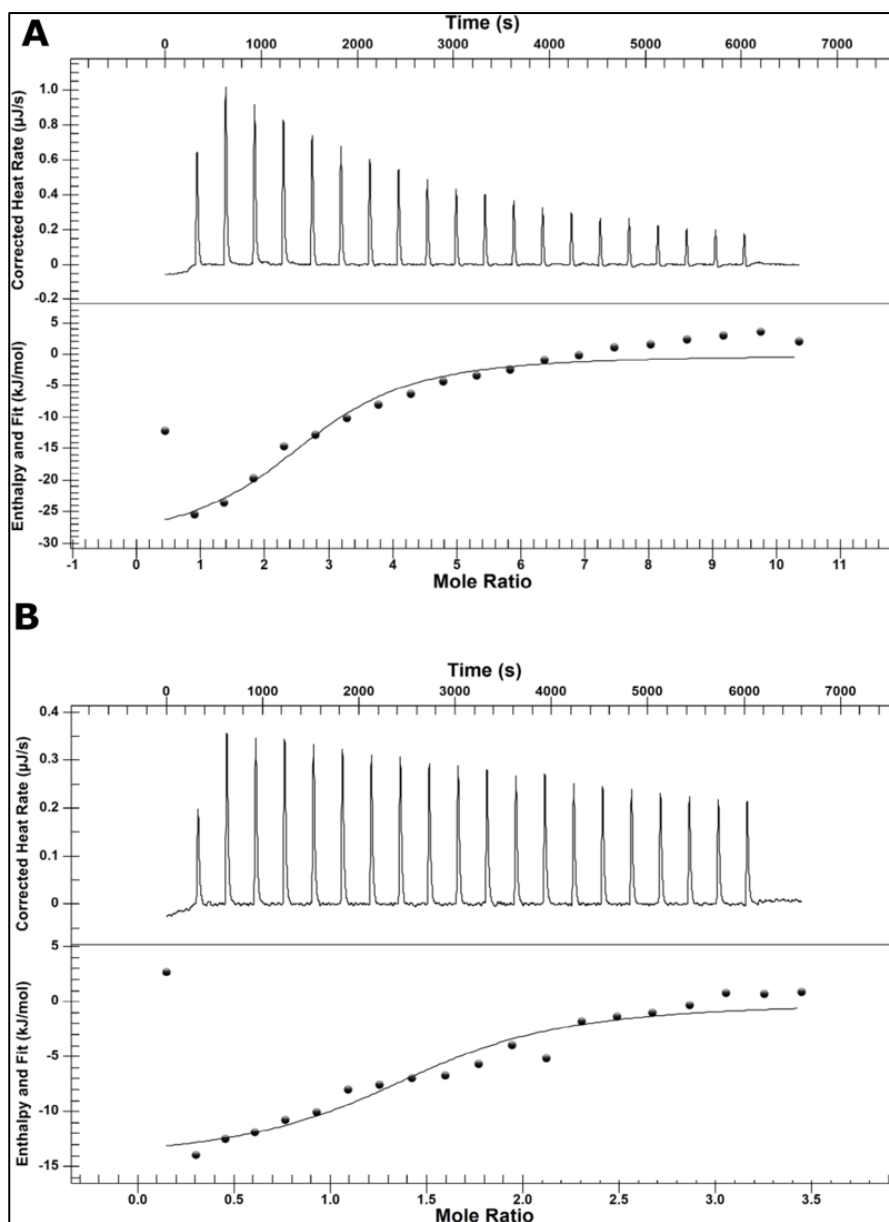 A
Time (s)
0 1000 2000 3000 4000 5000 6000 7000
Corrected Heat Rate (µJ/s)
1.0
0.8
0.6
0.4
0.2
0
-0.2
Enthalpy and Fit (kJ/mol)
5
0
-5
-10
-15
-20
-25
-30
-1 0 1 2 3 4 5 6 7 8 9 10 11
Mole Ratio
B
Time (s)
0 1000 2000 3000 4000 5000 6000 7000
Corrected Heat Rate (µJ/s)
0.4
0.3
0.2
0.1
0
Enthalpy and Fit (kJ/mol)
5
0
-5
-10
-15
0.0 0.5 1.0 1.5 2.0 2.5 3.0 3.5
Mole Ratio